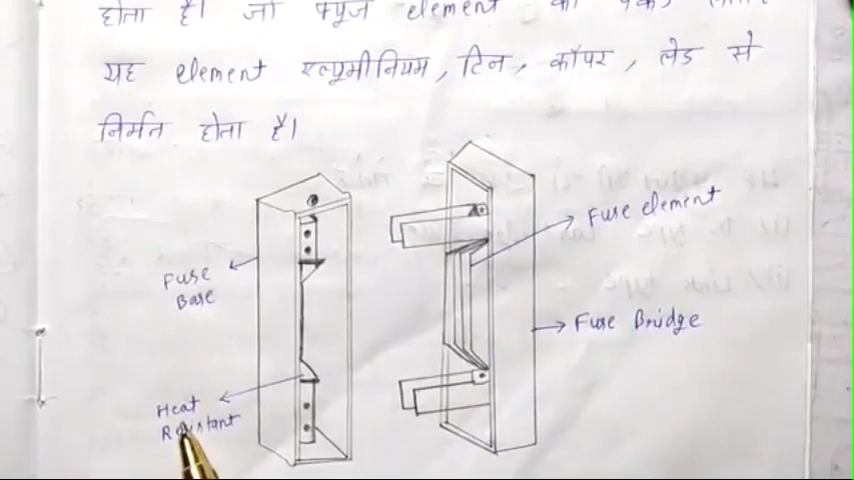 होता है। जो फ्यूज element को
यह element एल्यूमीनियम, टिन, कॉपर, लेड से
निर्मित होता है।
Fuse element
Fuse
Base
Fuse Bridge
Heat